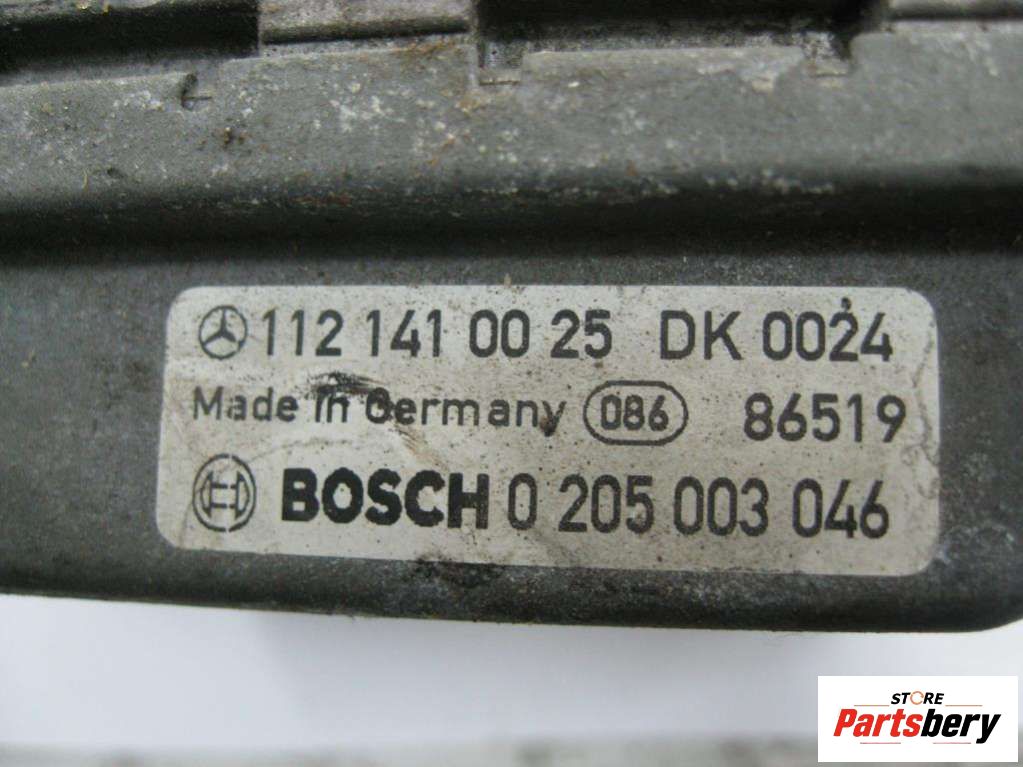 112 141 00 25 DK 0024
Made in Germany 086 86519
BOSCH 0 205 003 046
STORE
Partsbery